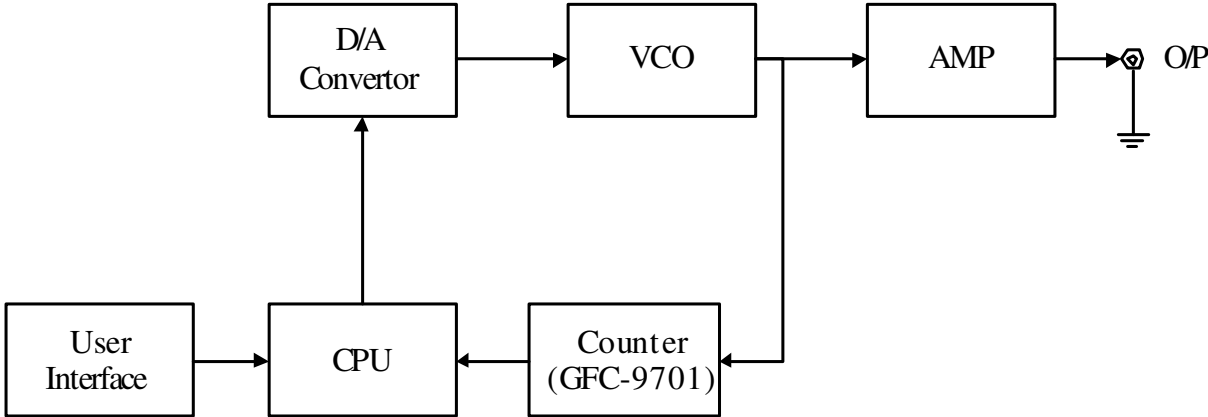 D/A
Convertor
VCO
AMP
O/P
User
Interface
CPU
Counter
(GFC-9701)